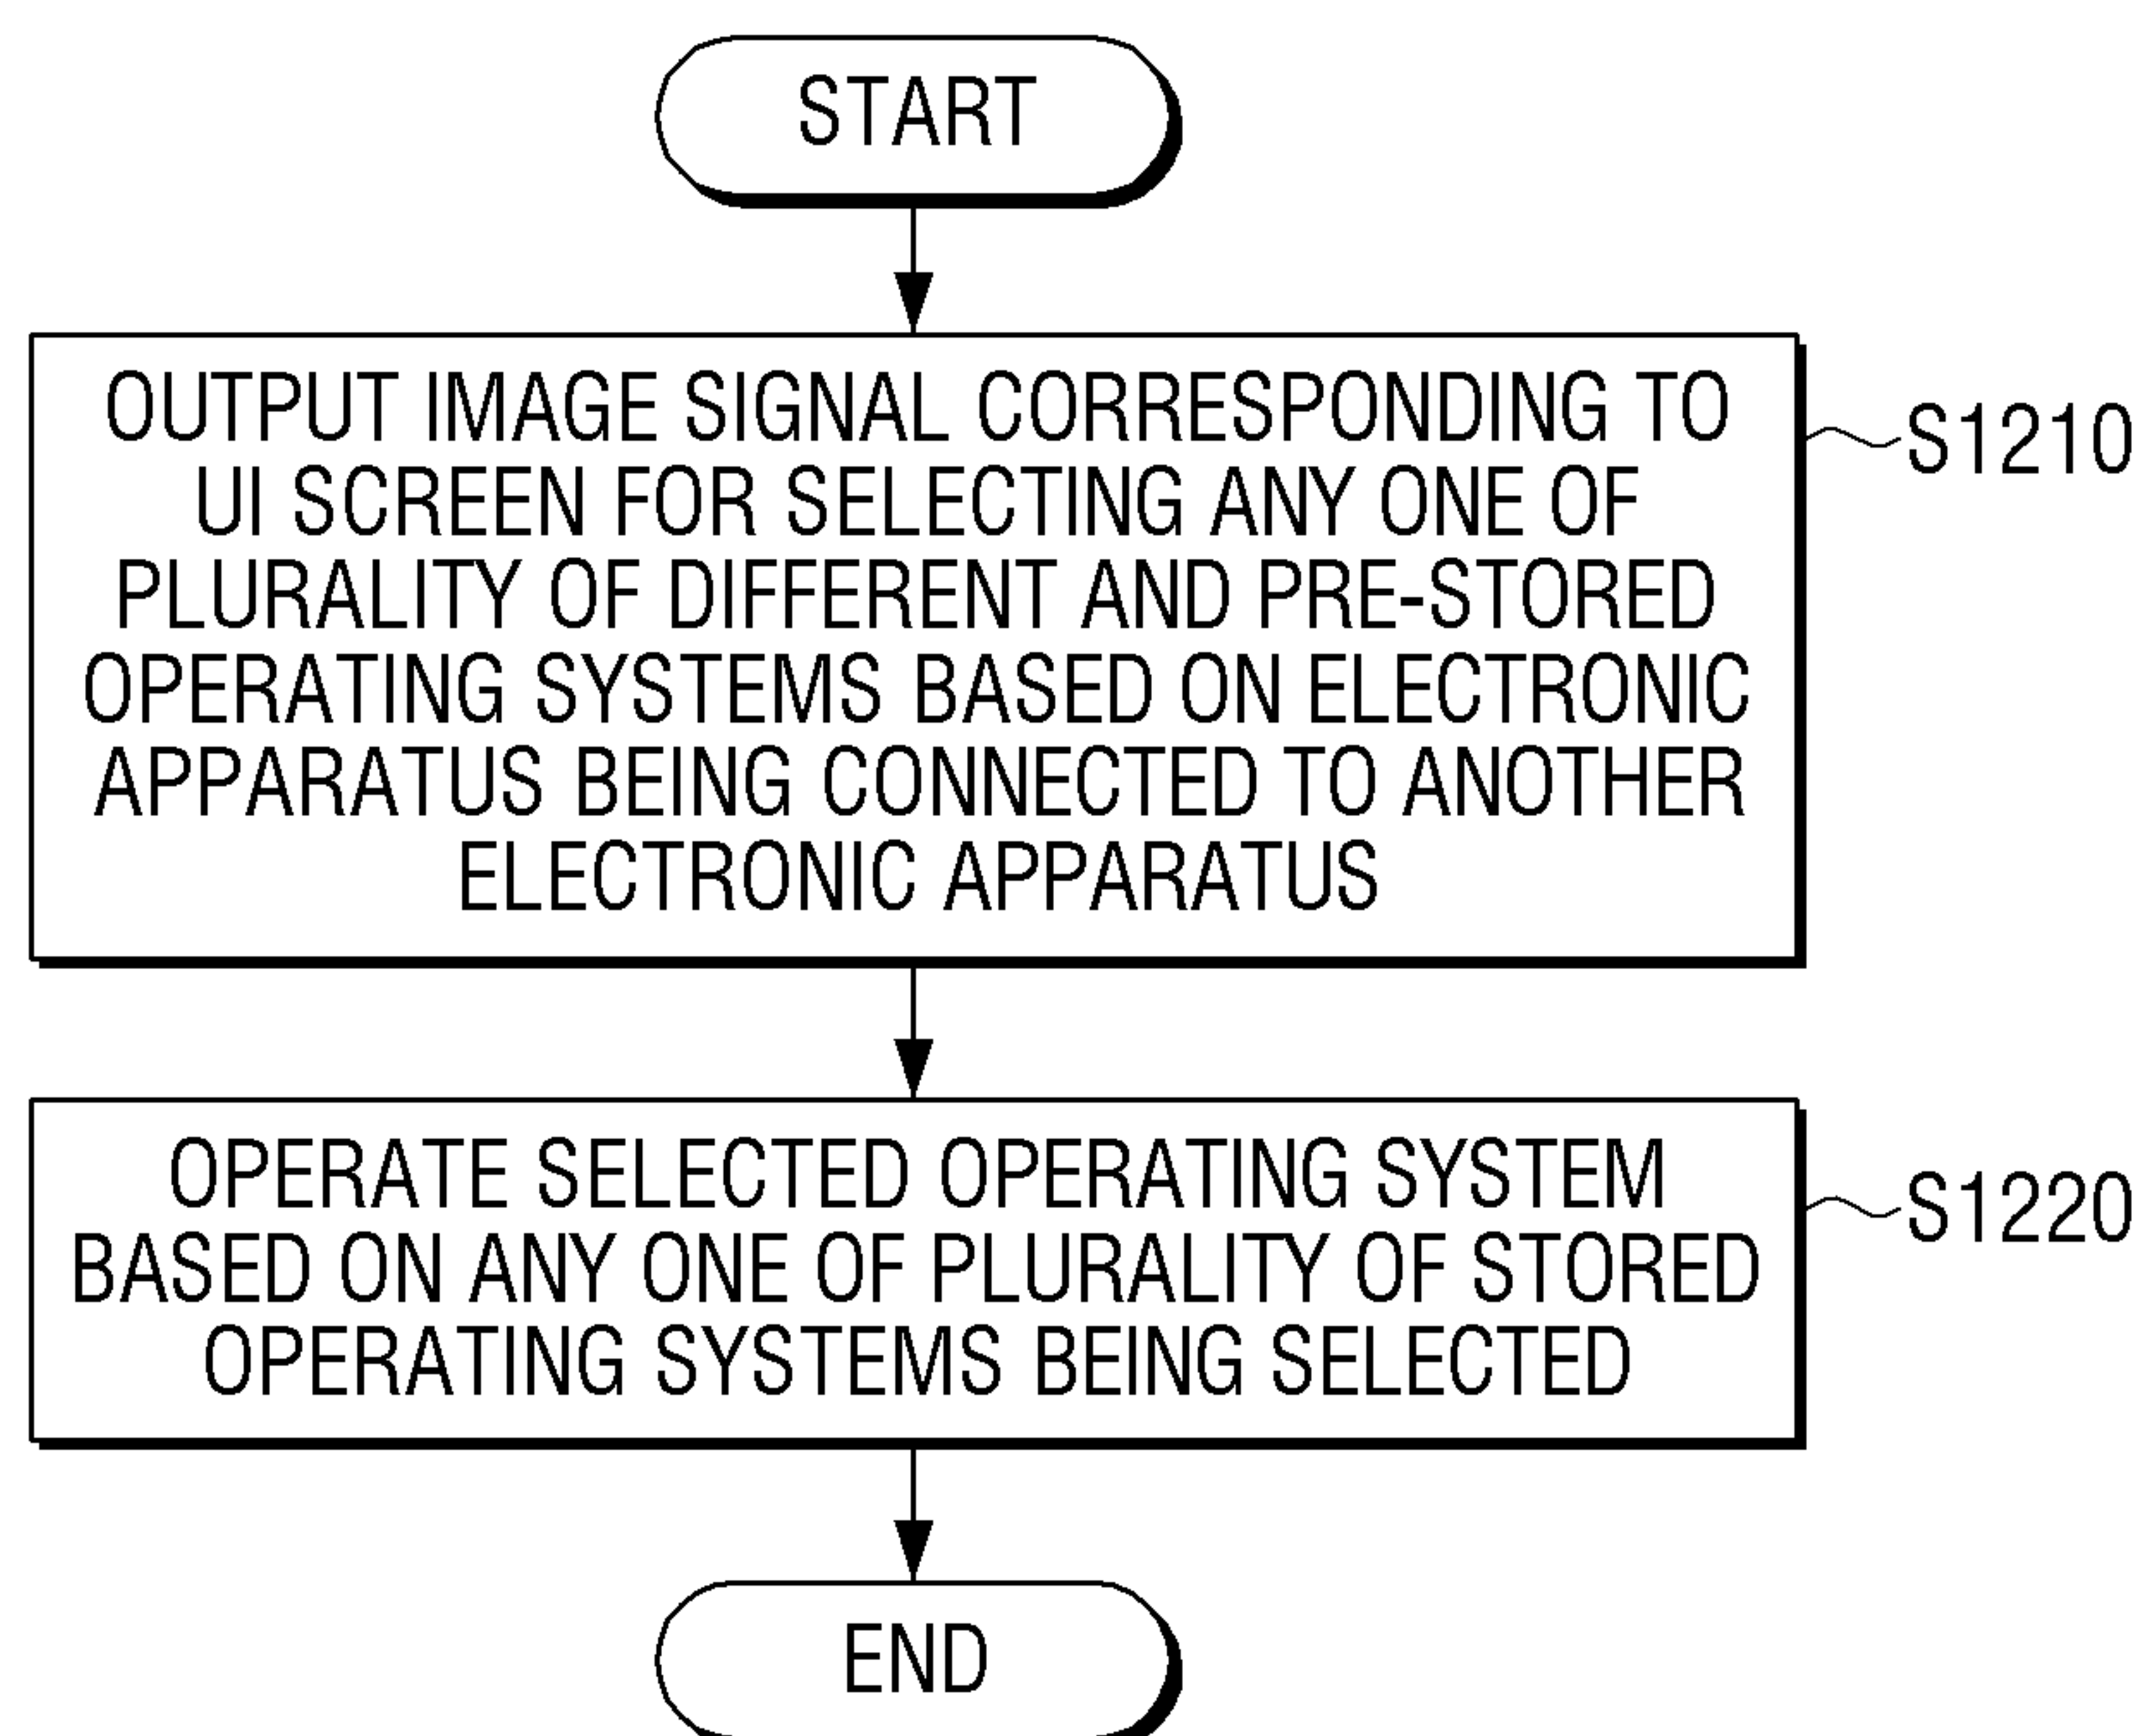 START
OUTPUT IMAGE SIGNAL CORRESPONDING TO
UI SCREEN FOR SELECTING ANY ONE OF
PLURALITY OF DIFFERENT AND PRE-STORED
OPERATING SYSTEMS BASED ON ELECTRONIC
APPARATUS BEING CONNECTED TO ANOTHER
ELECTRONIC APPARATUS
S1210
OPERATE SELECTED OPERATING SYSTEM
BASED ON ANY ONE OF PLURALITY OF STORED
OPERATING SYSTEMS BEING SELECTED
S1220
END